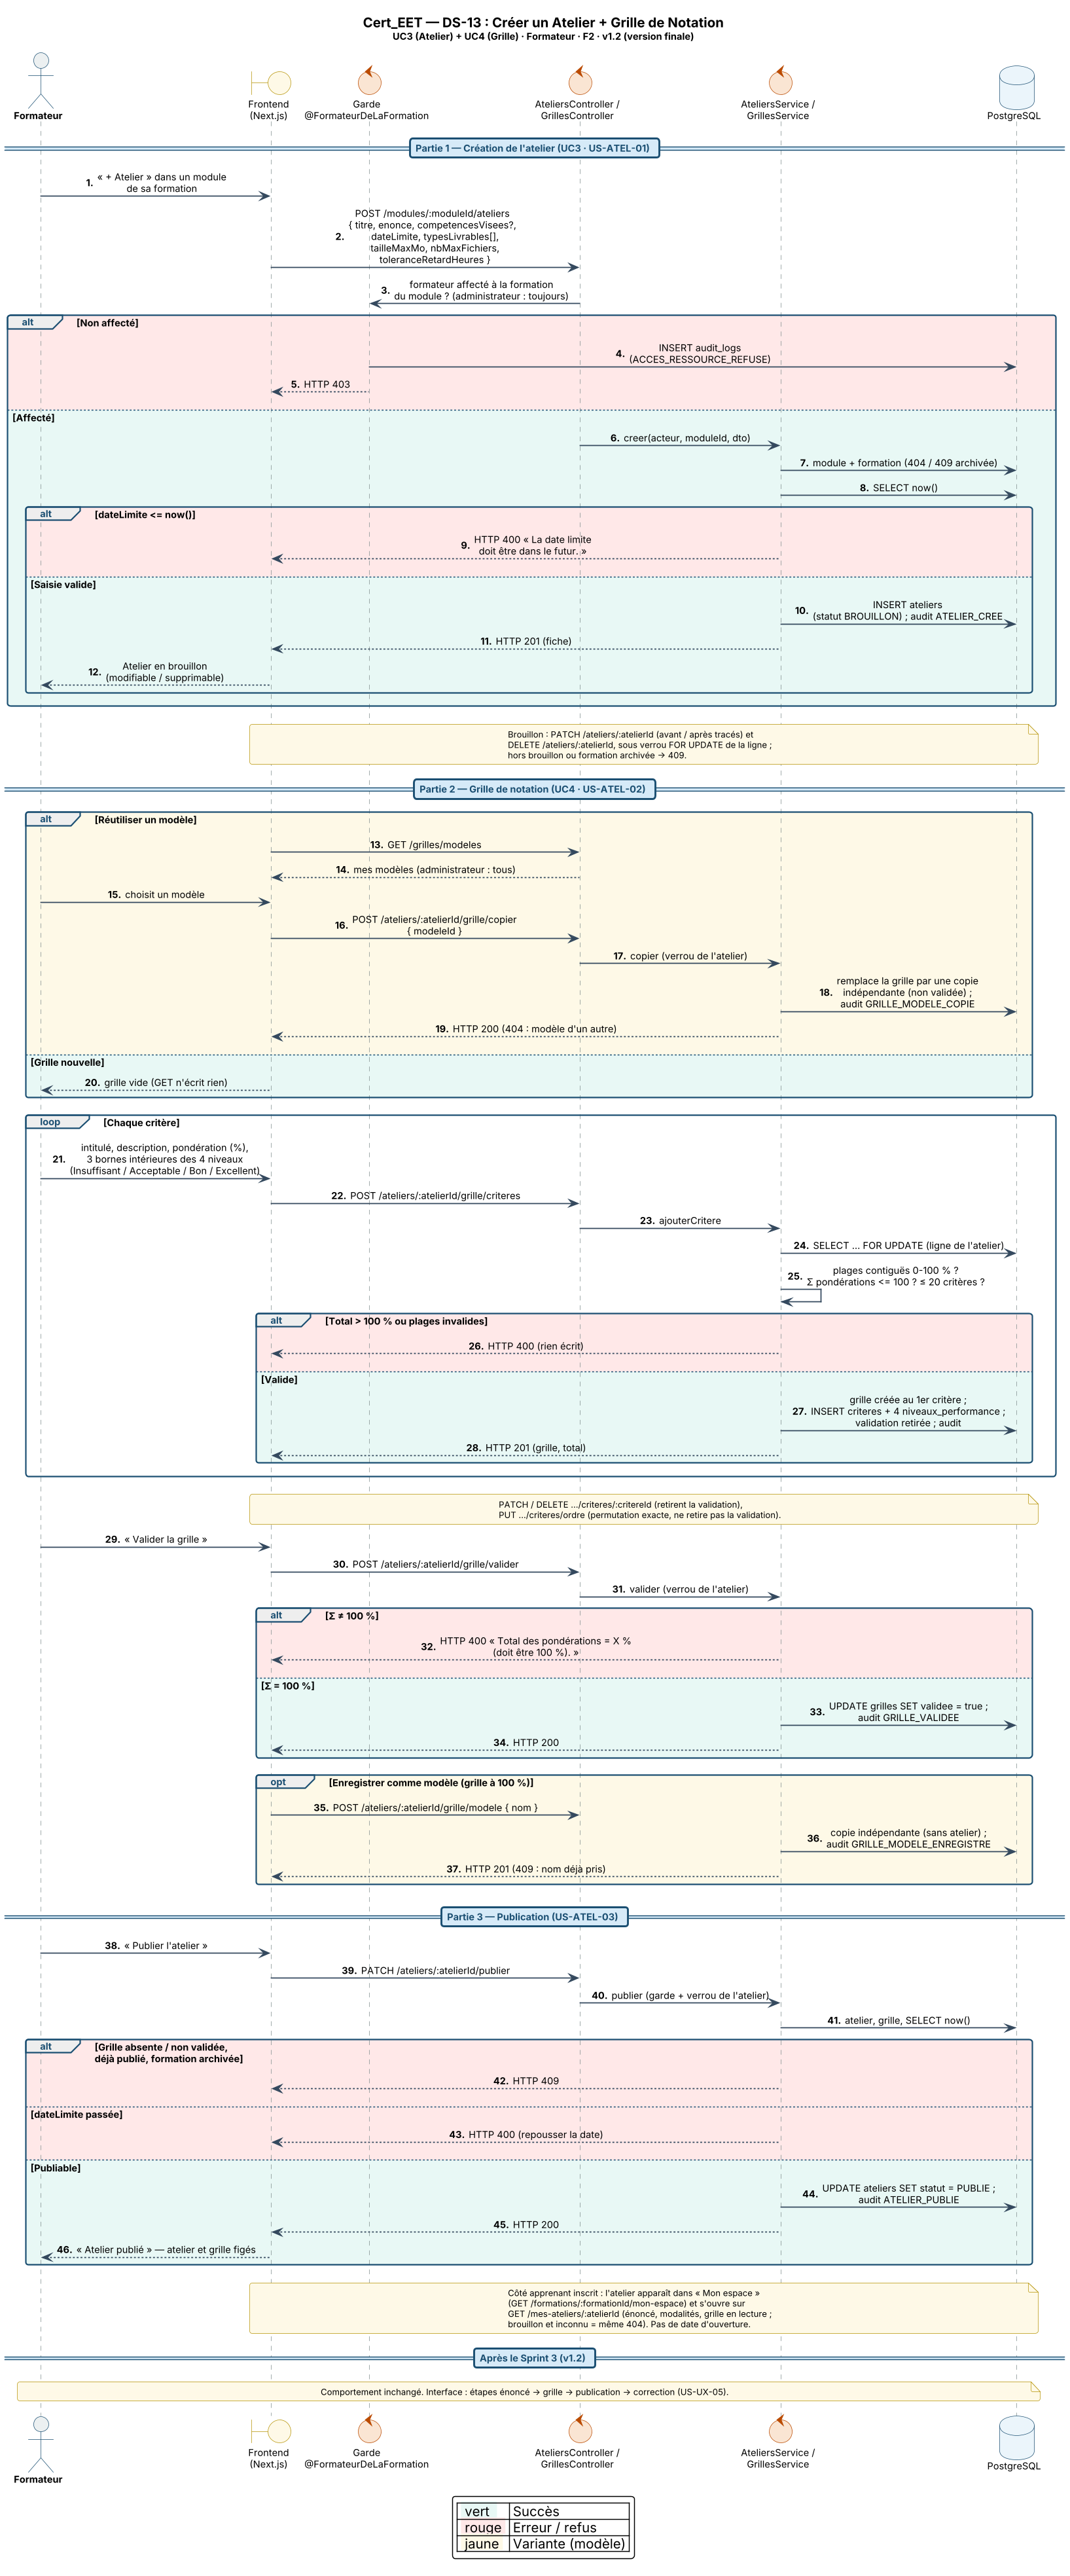 Cert_EET — DS-13 : Créer un Atelier + Grille de Notation
UC3 (Atelier) + UC4 (Grille) · Formateur · F2 · v1.2 (version finale)
Formateur
Frontend
(Next.js)
Garde
@FormateurDeLaFormation
AteliersController /
GrillesController
AteliersService /
GrillesService
PostgreSQL
Partie 1 — Création de l'atelier (UC3 · US-ATEL-01)
1. « + Atelier » dans un module
de sa formation
2. POST /modules/:moduleId/ateliers
{ titre, enonce, competencesVisees?,
dateLimite, typesLivrables[],
tailleMaxMo, nbMaxFichiers,
toleranceRetardHeures }
3. formateur affecté à la formation
du module ? (administrateur : toujours)
alt [Non affecté]
4. INSERT audit_logs
(ACCES_RESSOURCE_REFUSE)
5. HTTP 403
[Affecté]
6. creer(acteur, moduleId, dto)
7. module + formation (404 / 409 archivée)
8. SELECT now()
alt [dateLimite <= now()]
9. HTTP 400 « La date limite
doit être dans le futur. »
[Saisie valide]
10. INSERT ateliers
(statut BROUILLON) ; audit ATELIER_CREE
11. HTTP 201 (fiche)
12. Atelier en brouillon
(modifiable / supprimable)
Brouillon : PATCH /ateliers/:atelierId (avant / après tracés) et
DELETE /ateliers/:atelierId, sous verrou FOR UPDATE de la ligne ;
hors brouillon ou formation archivée → 409.
Partie 2 — Grille de notation (UC4 · US-ATEL-02)
alt [Réutiliser un modèle]
13. GET /grilles/modeles
14. mes modèles (administrateur : tous)
15. choisit un modèle
16. POST /ateliers/:atelierId/grille/copier
{ modeleId }
17. copier (verrou de l'atelier)
18. remplace la grille par une copie
indépendante (non validée) ;
audit GRILLE_MODELE_COPIE
19. HTTP 200 (404 : modèle d'un autre)
[Grille nouvelle]
20. grille vide (GET n'écrit rien)
loop [Chaque critère]
21. intitulé, description, pondération (%),
3 bornes intérieures des 4 niveaux
(Insuffisant / Acceptable / Bon / Excellent)
22. POST /ateliers/:atelierId/grille/criteres
23. ajouterCritere
24. SELECT ... FOR UPDATE (ligne de l'atelier)
25. plages contiguës 0-100 % ?
Σ pondérations <= 100 ? ≤ 20 critères ?
alt [Total > 100 % ou plages invalides]
26. HTTP 400 (rien écrit)
[Valide]
27. grille créée au 1er critère ;
INSERT criteres + 4 niveaux_performance ;
validation retirée ; audit
28. HTTP 201 (grille, total)
PATCH / DELETE .../criteres/:critereId (retirent la validation),
PUT .../criteres/ordre (permutation exacte, ne retire pas la validation).
29. « Valider la grille »
30. POST /ateliers/:atelierId/grille/valider
31. valider (verrou de l'atelier)
alt [Σ ≠ 100 %]
32. HTTP 400 « Total des pondérations = X %
(doit être 100 %). »
[Σ = 100 %]
33. UPDATE grilles SET validee = true ;
audit GRILLE_VALIDEE
34. HTTP 200
opt [Enregistrer comme modèle (grille à 100 %)]
35. POST /ateliers/:atelierId/grille/modele { nom }
36. copie indépendante (sans atelier) ;
audit GRILLE_MODELE_ENREGISTRE
37. HTTP 201 (409 : nom déjà pris)
Partie 3 — Publication (US-ATEL-03)
38. « Publier l'atelier »
39. PATCH /ateliers/:atelierId/publier
40. publier (garde + verrou de l'atelier)
41. atelier, grille, SELECT now()
alt [Grille absente / non validée,
déjà publié, formation archivée]
42. HTTP 409
[dateLimite passée]
43. HTTP 400 (repousser la date)
[Publiable]
44. UPDATE ateliers SET statut = PUBLIE ;
audit ATELIER_PUBLIE
45. HTTP 200
46. « Atelier publié » — atelier et grille figés
Côté apprenant inscrit : l'atelier apparaît dans « Mon espace »
(GET /formations/:formationId/mon-espace) et s'ouvre sur
GET /mes-ateliers/:atelierId (énoncé, modalités, grille en lecture ;
brouillon et inconnu = même 404). Pas de date d'ouverture.
Après le Sprint 3 (v1.2)
Comportement inchangé. Interface : étapes énoncé → grille → publication → correction (US-UX-05).
Formateur
Frontend
(Next.js)
Garde
@FormateurDeLaFormation
AteliersController /
GrillesController
AteliersService /
GrillesService
PostgreSQL
vert Succès
rouge Erreur / refus
jaune Variante (modèle)